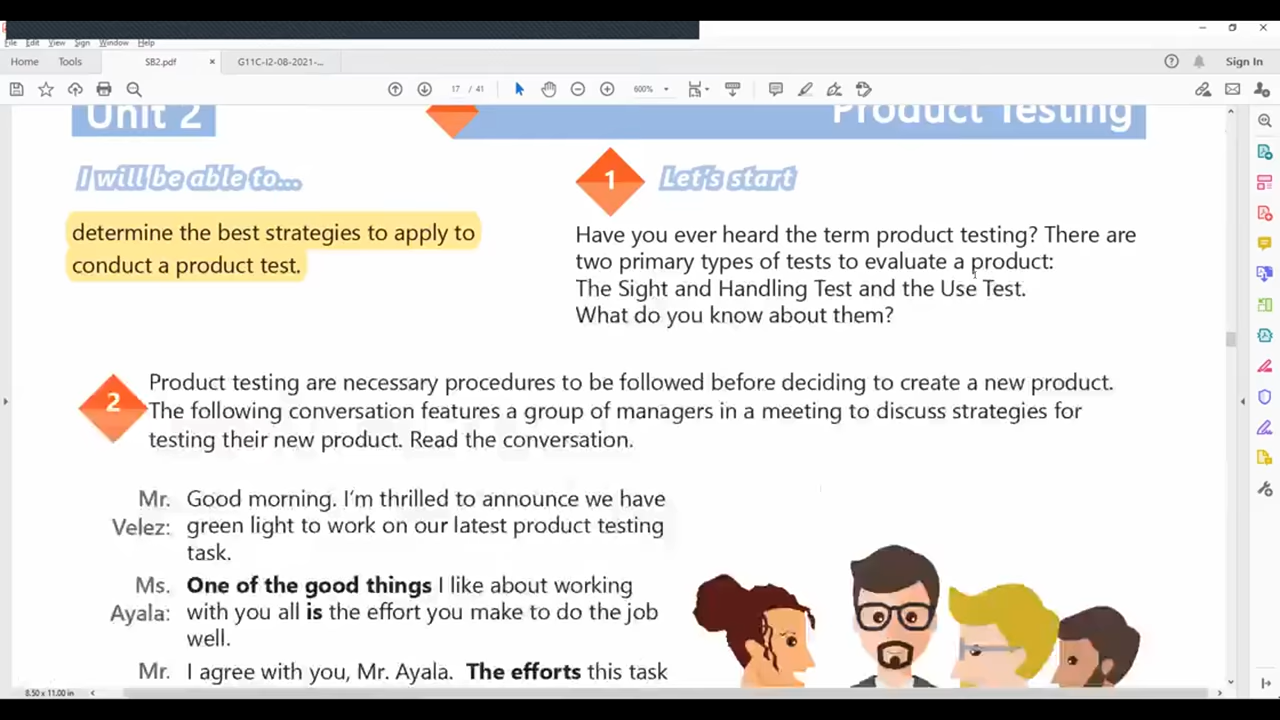 File Edit View Sign Window Help
Home Tools SB2.pdf × G11C-I2-08-2021-... Sign In
17 / 41 600%
Unit 2 Product Testing
I will be able to...
determine the best strategies to apply to
conduct a product test.
1 Let's start
Have you ever heard the term product testing? There are
two primary types of tests to evaluate a product:
The Sight and Handling Test and the Use Test.
What do you know about them?
2 Product testing are necessary procedures to be followed before deciding to create a new product.
The following conversation features a group of managers in a meeting to discuss strategies for
testing their new product. Read the conversation.
Mr. Good morning. I'm thrilled to announce we have
Velez: green light to work on our latest product testing
task.
Ms. One of the good things I like about working
Ayala: with you all is the effort you make to do the job
well.
Mr. I agree with you, Mr. Ayala. The efforts this task
8.50 x 11.00 in